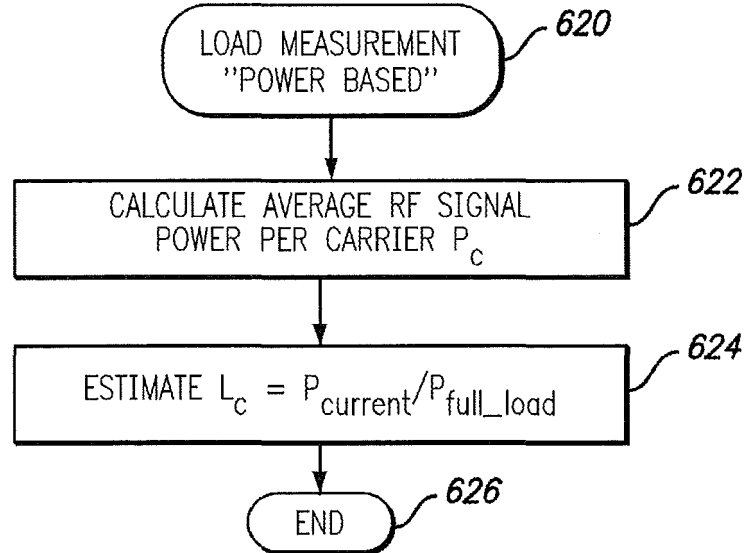 LOAD MEASUREMENT
"POWER BASED"
620
CALCULATE AVERAGE RF SIGNAL
POWER PER CARRIER Pc
622
ESTIMATE Lc = Pcurrent/Pfull_load
624
END
626